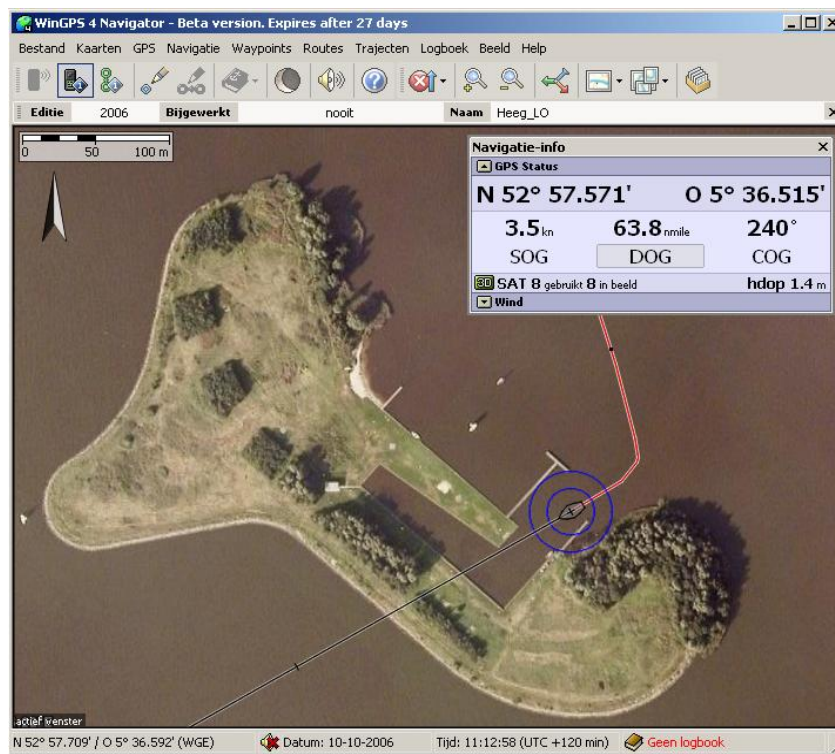 WinGPS 4 Navigator - Beta version. Expires after 27 days
Bestand Kaarten GPS Navigatie Waypoints Routes Trajecten Logboek Beeld Help
Editie 2006 Bijgewerkt nooit Naam Heeg_LO
0 50 100 m
Navigatie-info
GPS Status
N 52° 57.571' O 5° 36.515'
3.5 kn 63.8 nmile 240°
SOG DOG COG
3D SAT 8 gebruikt 8 in beeld hdop 1.4 m
Wind
actief venster
N 52° 57.709' / O 5° 36.592' (WGE) Datum: 10-10-2006 Tijd: 11:12:58 (UTC +120 min) Geen logbook